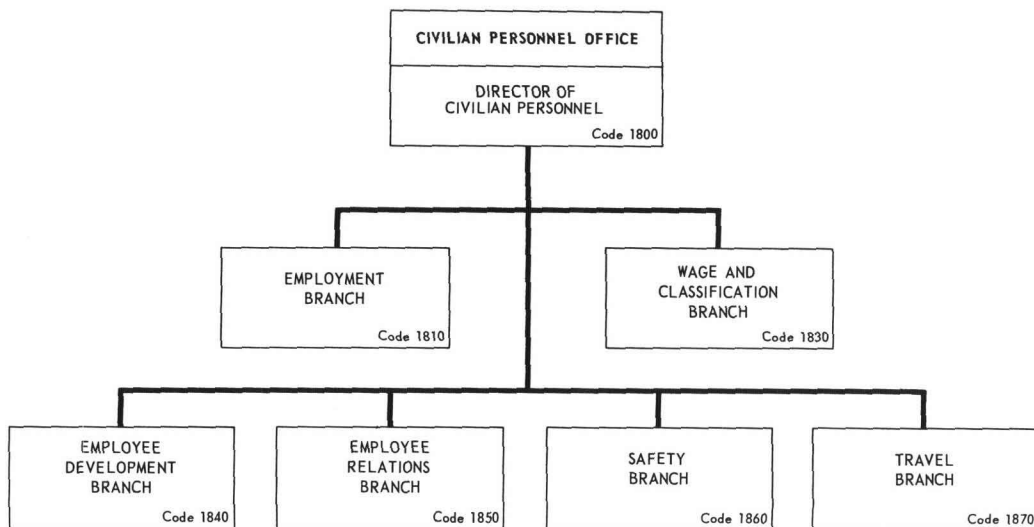 CIVILIAN PERSONNEL OFFICE
DIRECTOR OF
CIVILIAN PERSONNEL
Code 1800
EMPLOYMENT
BRANCH
Code 1810
WAGE AND
CLASSIFICATION
BRANCH
Code 1830
EMPLOYEE
DEVELOPMENT
BRANCH
Code 1840
EMPLOYEE
RELATIONS
BRANCH
Code 1850
SAFETY
BRANCH
Code 1860
TRAVEL
BRANCH
Code 1870